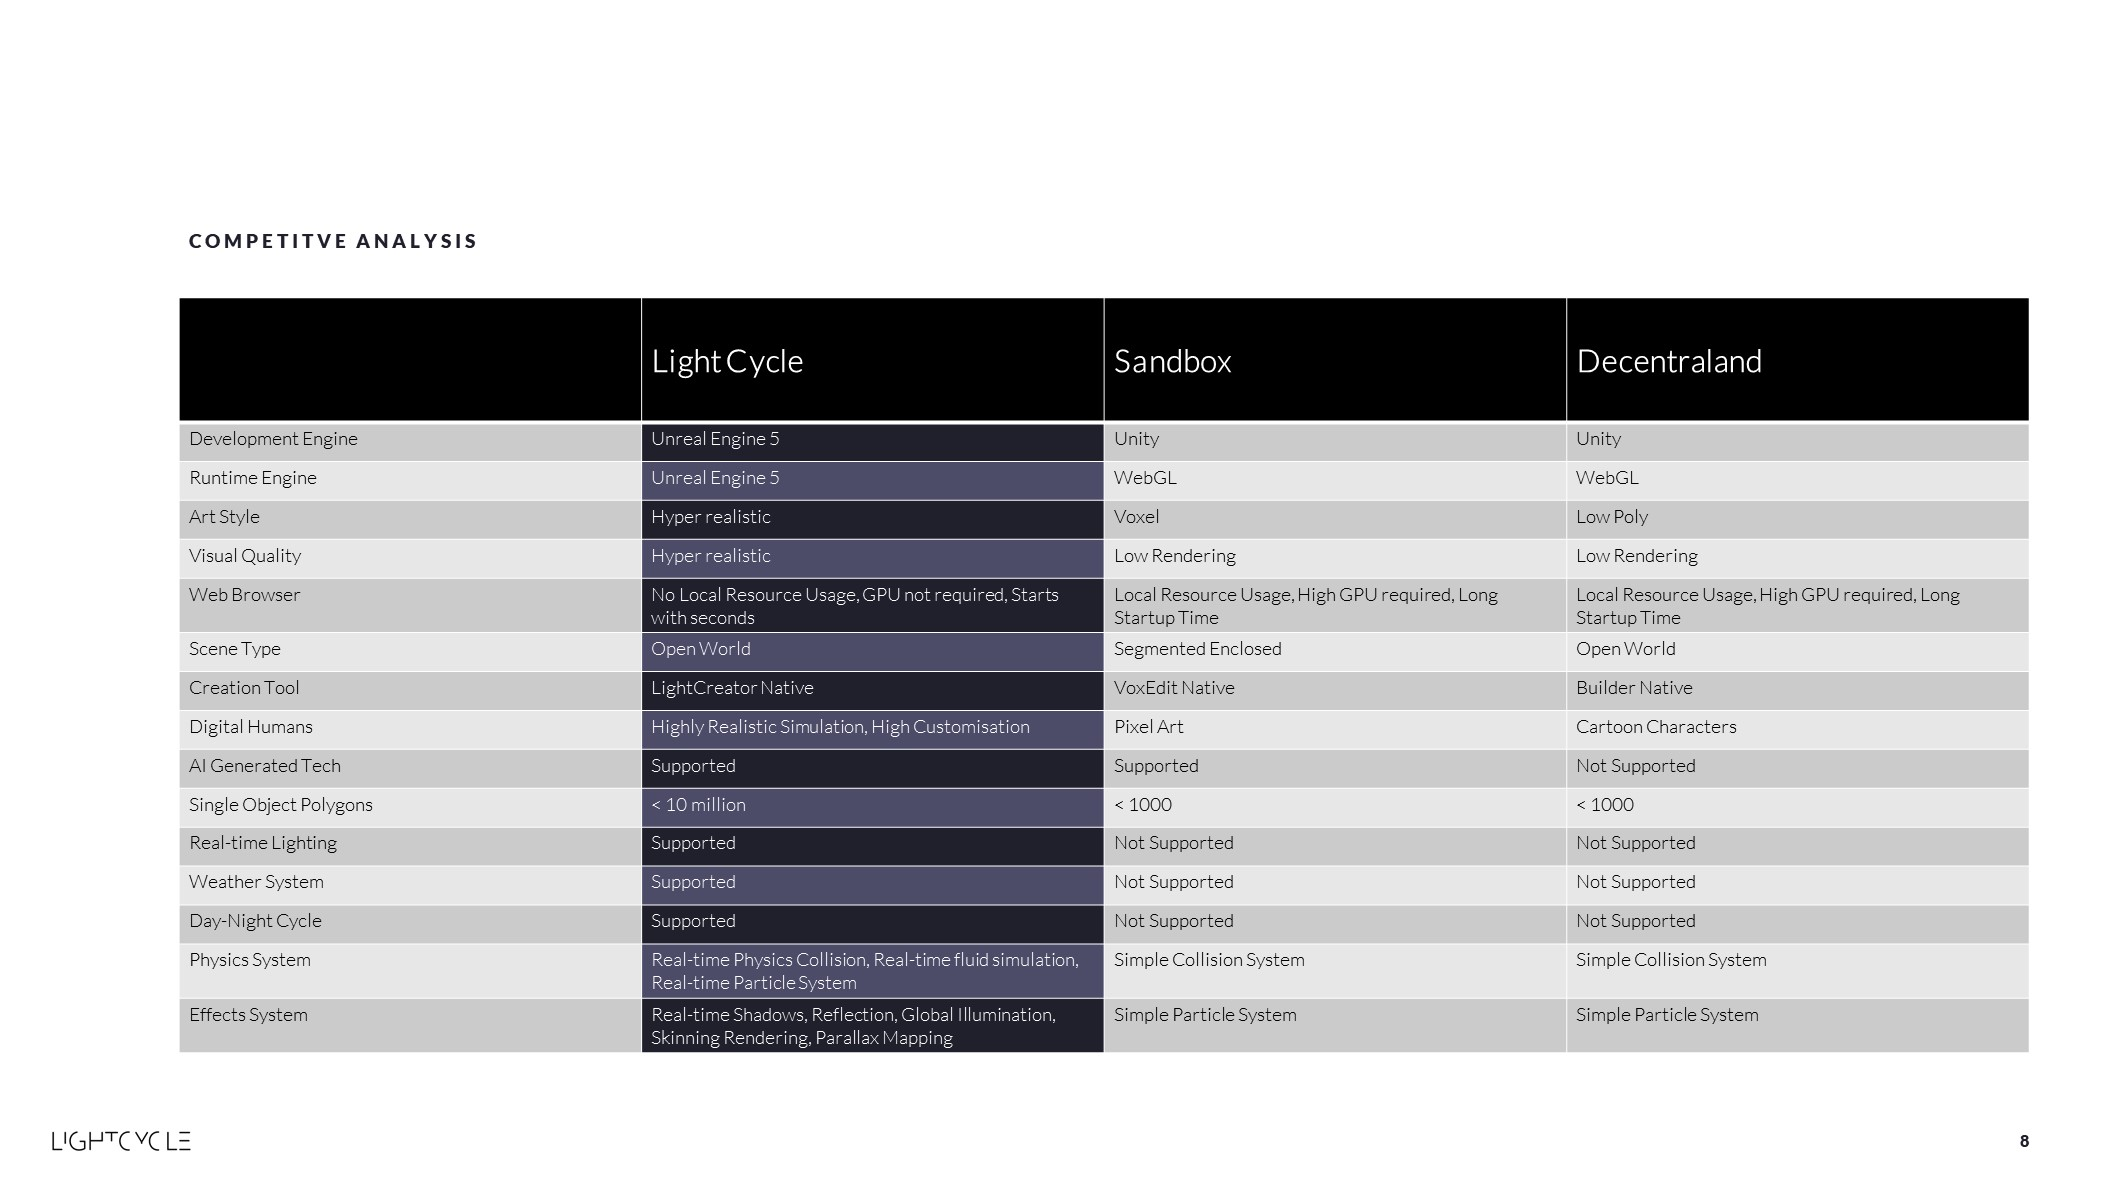 COMPETITVE ANALYSIS
Light Cycle Sandbox Decentraland
Development Engine Unreal Engine 5 Unity Unity
Runtime Engine Unreal Engine 5 WebGL WebGL
Art Style Hyper realistic Voxel Low Poly
Visual Quality Hyper realistic Low Rendering Low Rendering
Web Browser No Local Resource Usage, GPU not required, Starts Local Resource Usage, High GPU required, Long Local Resource Usage, High GPU required, Long
with seconds Startup Time Startup Time
Scene Type Open World Segmented Enclosed Open World
Creation Tool LightCreator Native VoxEdit Native Builder Native
Digital Humans Highly Realistic Simulation, High Customisation Pixel Art Cartoon Characters
AI Generated Tech Supported Supported Not Supported
Single Object Polygons < 10 million < 1000 < 1000
Real-time Lighting Supported Not Supported Not Supported
Weather System Supported Not Supported Not Supported
Day-Night Cycle Supported Not Supported Not Supported
Physics System Real-time Physics Collision, Real-time fluid simulation, Simple Collision System Simple Collision System
Real-time Particle System
Effects System Real-time Shadows, Reflection, Global Illumination, Simple Particle System Simple Particle System
Skinning Rendering, Parallax Mapping
LIGHTCYCLE 8